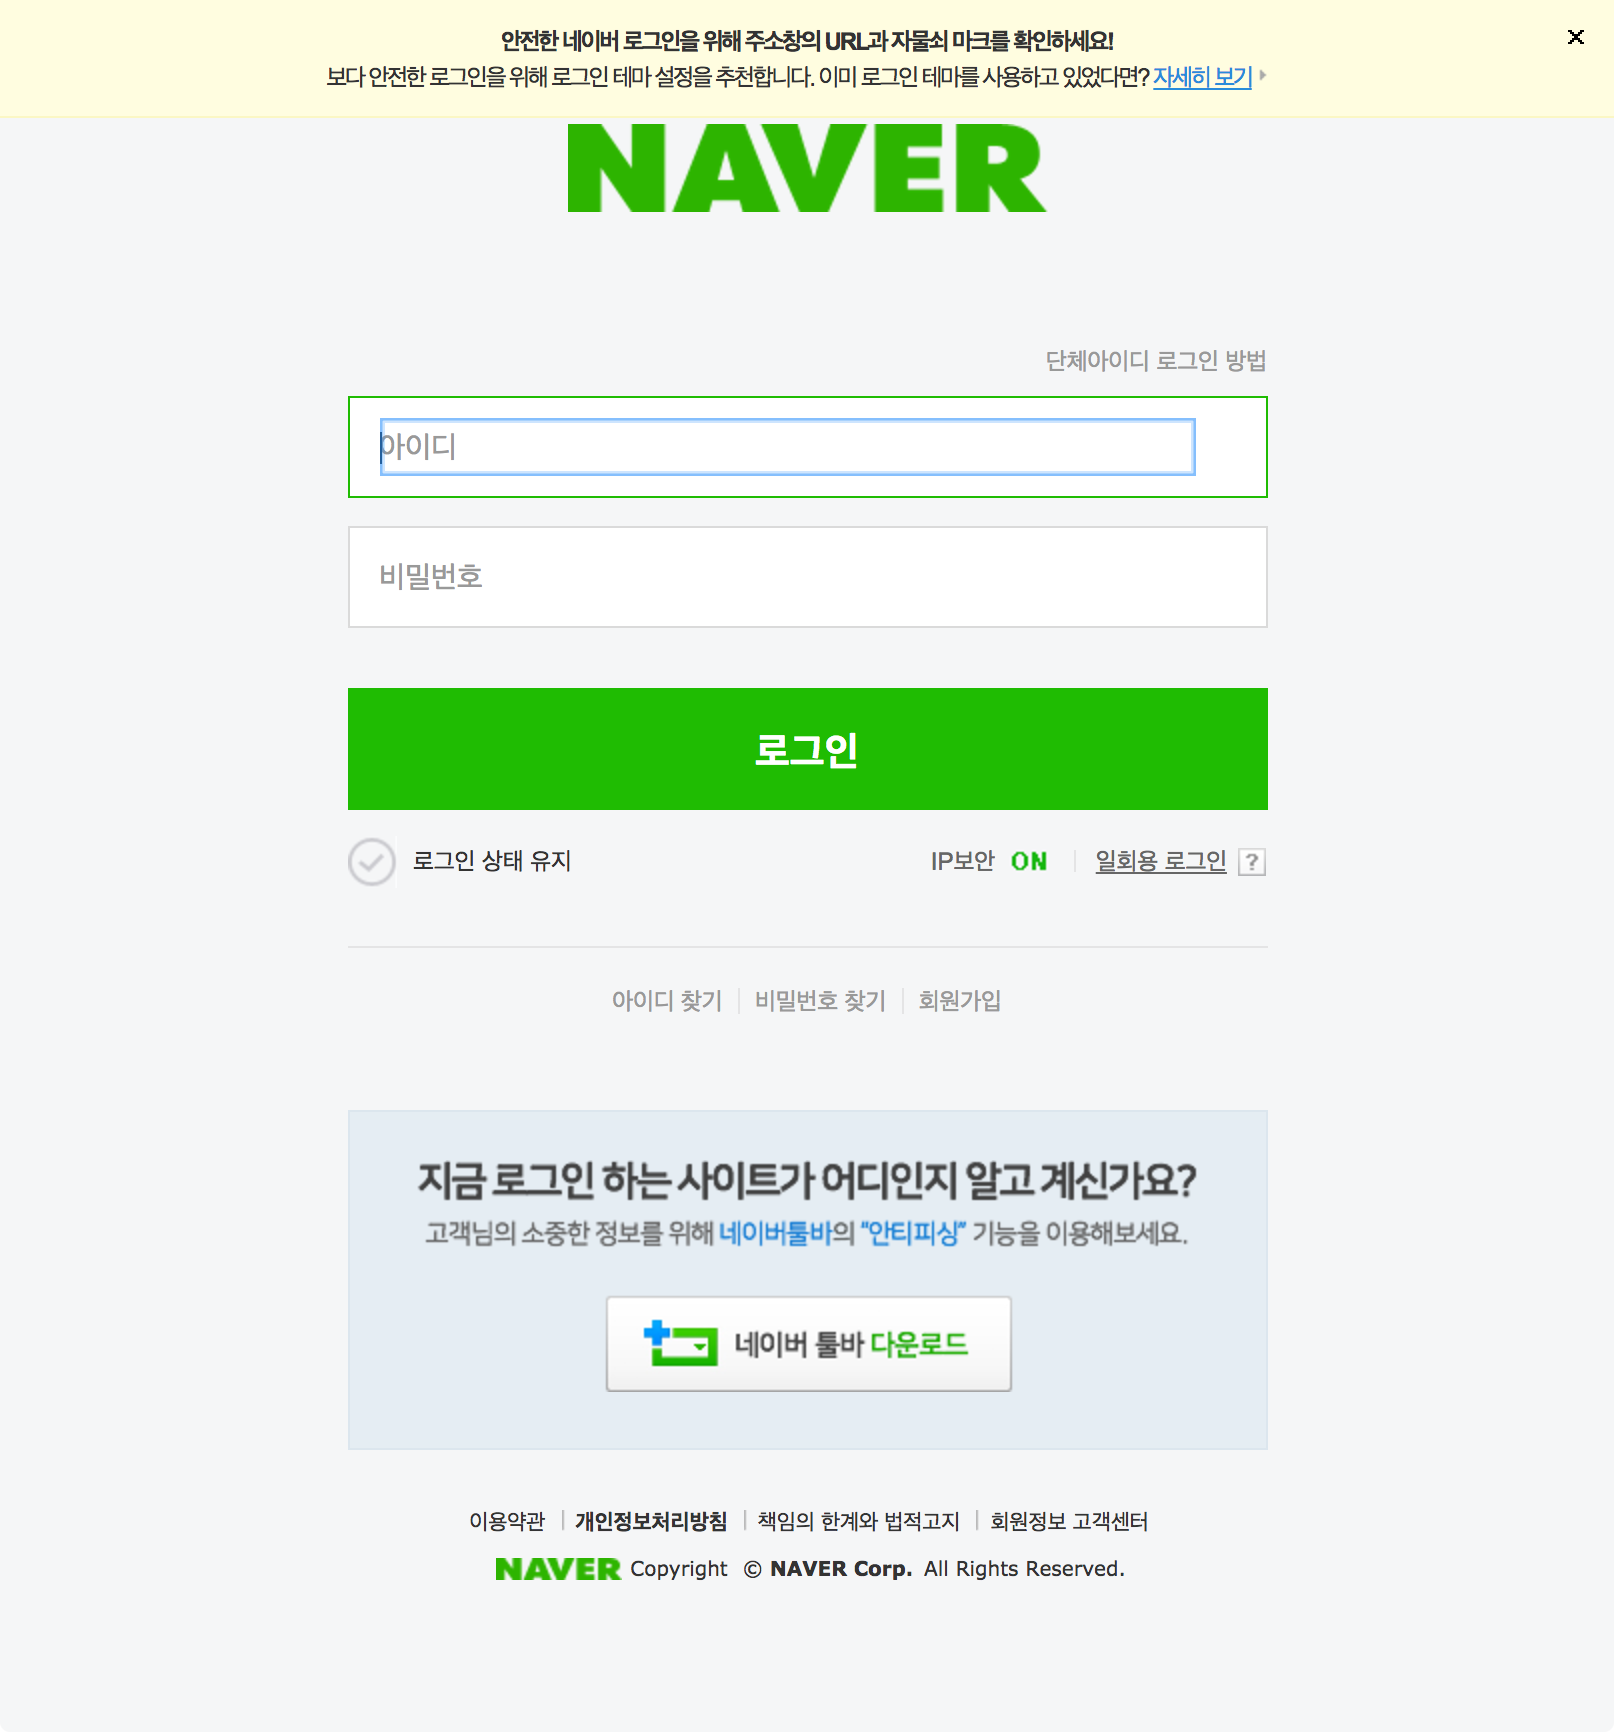 안전한 네이버 로그인을 위해 주소창의 URL과 자물쇠 마크를 확인하세요!
보다 안전한 로그인을 위해 로그인 테마 설정을 추천합니다. 이미 로그인 테마를 사용하고 있었다면? 자세히 보기
NAVER
단체아이디 로그인 방법
아이디
비밀번호
로그인
로그인 상태 유지 IP보안 ON 일회용 로그인 ?
아이디 찾기 비밀번호 찾기 회원가입
지금 로그인 하는 사이트가 어디인지 알고 계신가요?
고객님의 소중한 정보를 위해 네이버툴바의 “안티피싱” 기능을 이용해보세요.
네이버 툴바 다운로드
이용약관 개인정보처리방침 책임의 한계와 법적고지 회원정보 고객센터
NAVER Copyright © NAVER Corp. All Rights Reserved.